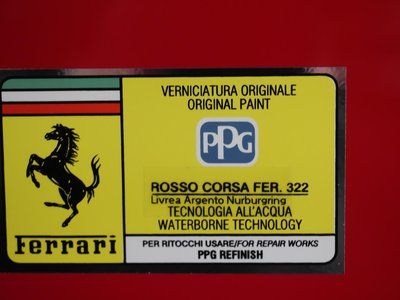 VERNICIATURA ORIGINALE
ORIGINAL PAINT
PPG
ROSSO CORSA FER. 322
Livrea Argento Nurburgring
TECNOLOGIA ALL'ACQUA
WATERBORNE TECHNOLOGY
Ferrari
PER RITOCCHI USARE/FOR REPAIR WORKS
PPG REFINISH